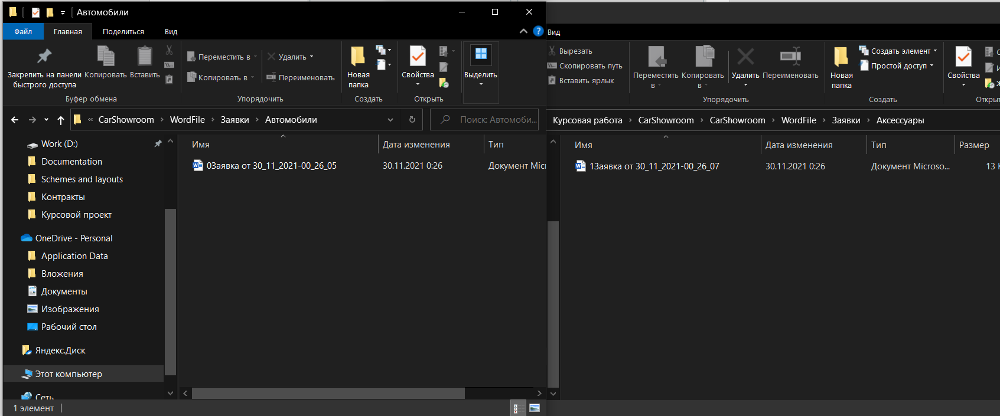 Автомобили
Файл
Главная
Поделиться
Вид
Закрепить на панели
быстрого доступа
Копировать
Вставить
Буфер обмена
Переместить в
Копировать в
Удалить
Переименовать
Упорядочить
Новая
папка
Создать
Свойства
Открыть
Выделить
« CarShowroom › WordFile › Заявки › Автомобили
Поиск: Автомоби...
Work (D:)
Documentation
Schemes and layouts
Контракты
Курсовой проект
OneDrive - Personal
Application Data
Вложения
Документы
Изображения
Рабочий стол
Яндекс.Диск
Этот компьютер
Сеть
Имя
Дата изменения
Тип
0Заявка от 30_11_2021-00_26_05
30.11.2021 0:26
Документ Mic
1 элемент
Вид
Вырезать
Скопировать путь
Вставить ярлык
Переместить
в
Копировать
в
Удалить
Переименовать
Упорядочить
Новая
папка
Создать элемент
Простой доступ
Создать
Свойства
Открыт
Курсовая работа › CarShowroom › CarShowroom › WordFile › Заявки › Аксессуары
Имя
Дата изменения
Тип
Размер
1Заявка от 30_11_2021-00_26_07
30.11.2021 0:26
Документ Microso...
13